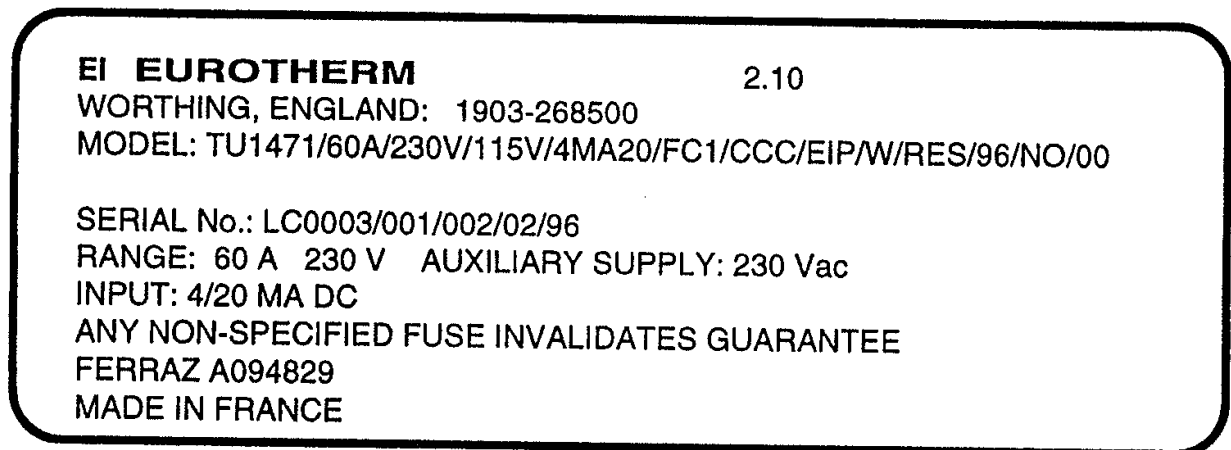 EI EUROTHERM 2.10
WORTHING, ENGLAND: 1903-268500
MODEL: TU1471/60A/230V/115V/4MA20/FC1/CCC/EIP/W/RES/96/NO/00
SERIAL No.: LC0003/001/002/02/96
RANGE: 60 A 230 V AUXILIARY SUPPLY: 230 Vac
INPUT: 4/20 MA DC
ANY NON-SPECIFIED FUSE INVALIDATES GUARANTEE
FERRAZ A094829
MADE IN FRANCE